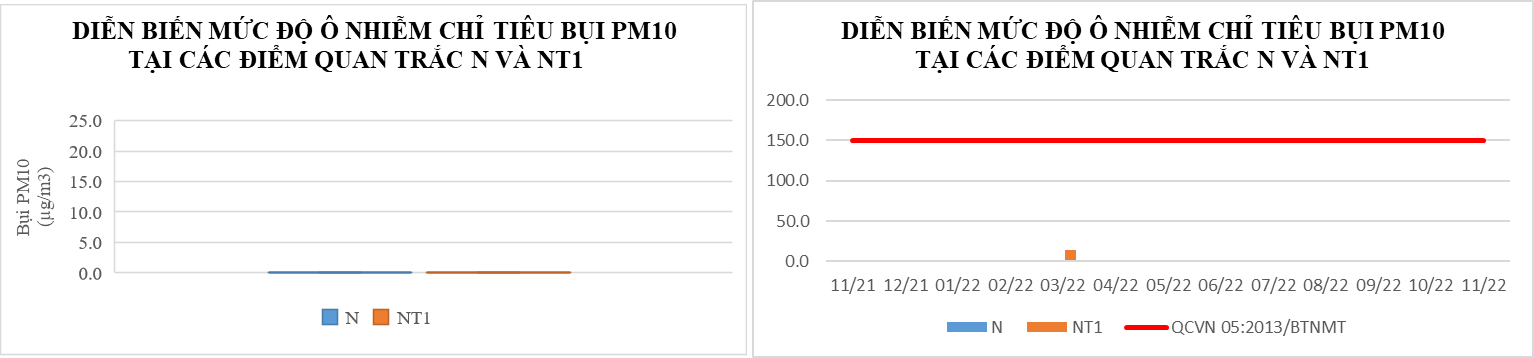 DIỄN BIẾN MỨC ĐỘ Ô NHIỄM CHỈ TIÊU BỤI PM10
TẠI CÁC ĐIỂM QUAN TRẮC N VÀ NT1
Bụi PM10
(µg/m3)
25.0
20.0
15.0
10.0
5.0
0.0
N NT1
DIỄN BIẾN MỨC ĐỘ Ô NHIỄM CHỈ TIÊU BỤI PM10
TẠI CÁC ĐIỂM QUAN TRẮC N VÀ NT1
200.0
150.0
100.0
50.0
0.0
11/21 12/21 01/22 02/22 03/22 04/22 05/22 06/22 07/22 08/22 09/22 10/22 11/22
N NT1 QCVN 05:2013/BTNMT